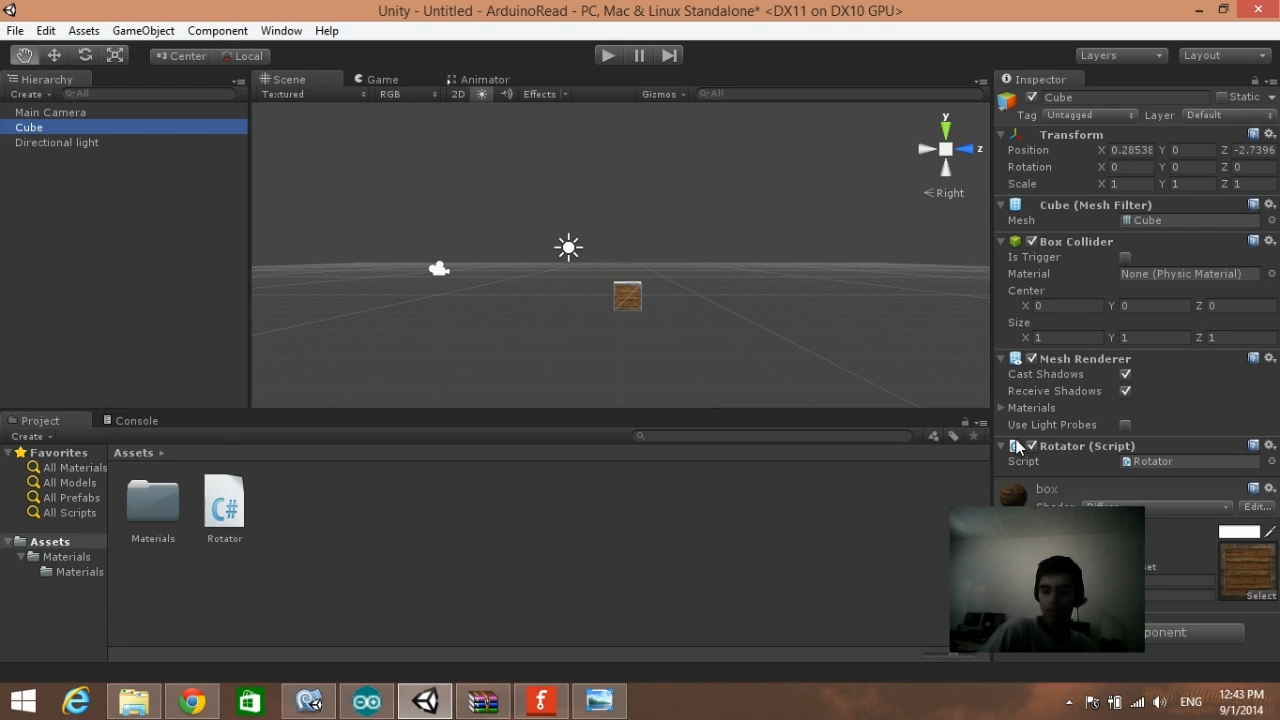 Unity - Untitled - ArduinoRead - PC, Mac & Linux Standalone* <DX11 on DX10 GPU>
File Edit Assets GameObject Component Window Help
Center Local Layers Layout
Hierarchy Scene Game Animator Inspector
Create All Textured RGB 2D Effects Gizmos All Cube Static
Main Camera
Cube
Directional light
Tag Untagged Layer Default
Transform
Position X 0.28538 Y 0 Z -2.7396
Rotation X 0 Y 0 Z 0
Scale X 1 Y 1 Z 1
y
z
Right
Cube (Mesh Filter)
Mesh Cube
Box Collider
Is Trigger
Material None (Physic Material)
Center
X 0 Y 0 Z 0
Size
X 1 Y 1 Z 1
Mesh Renderer
Cast Shadows
Receive Shadows
Materials
Use Light Probes
Rotator (Script)
Script Rotator
box
Edit...
Select
Project Console
Create
Favorites
All Materials
All Models
All Prefabs
All Scripts
Assets
Materials
Materials
Assets
C#
Materials Rotator
ENG
12:43 PM
9/1/2014